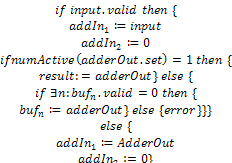 if input.valid then {
addIn₁ ≔ input
addIn₂ ≔ 0
ifnumActive(adderOut.set) = 1 then {
result: = adderOut} else {
if ∃n: bufₙ.valid = 0 then {
bufₙ ≔ adderOut} else {error}}}
else {
addIn₁ ≔ AdderOut
addIn₂ ≔ 0}